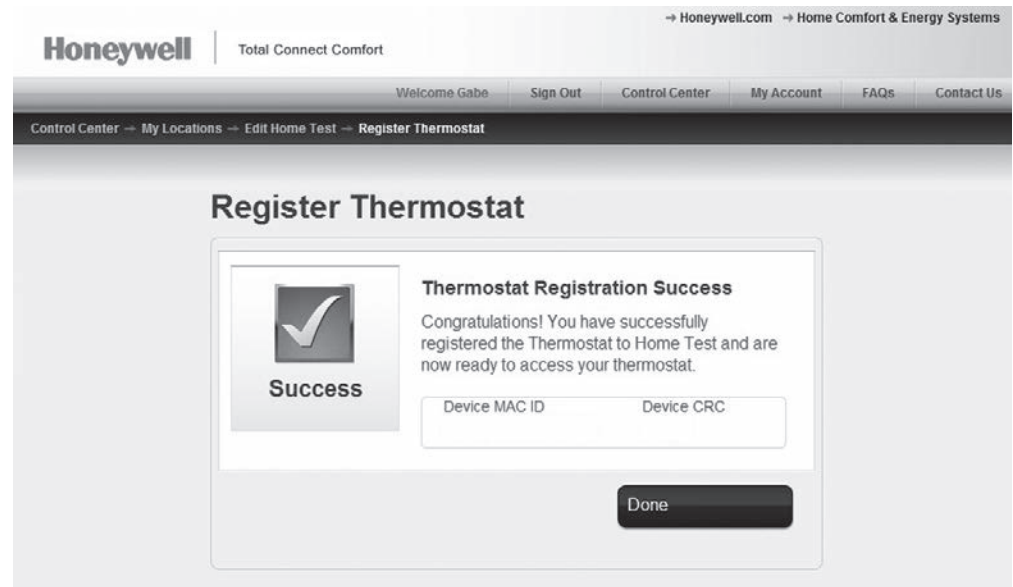 → Honeywell.com → Home Comfort & Energy Systems
Honeywell Total Connect Comfort
Welcome Gabe Sign Out Control Center My Account FAQs Contact Us
Control Center → My Locations → Edit Home Test → Register Thermostat
Register Thermostat
Success
Thermostat Registration Success
Congratulations! You have successfully
registered the Thermostat to Home Test and are
now ready to access your thermostat.
Device MAC ID Device CRC
Done